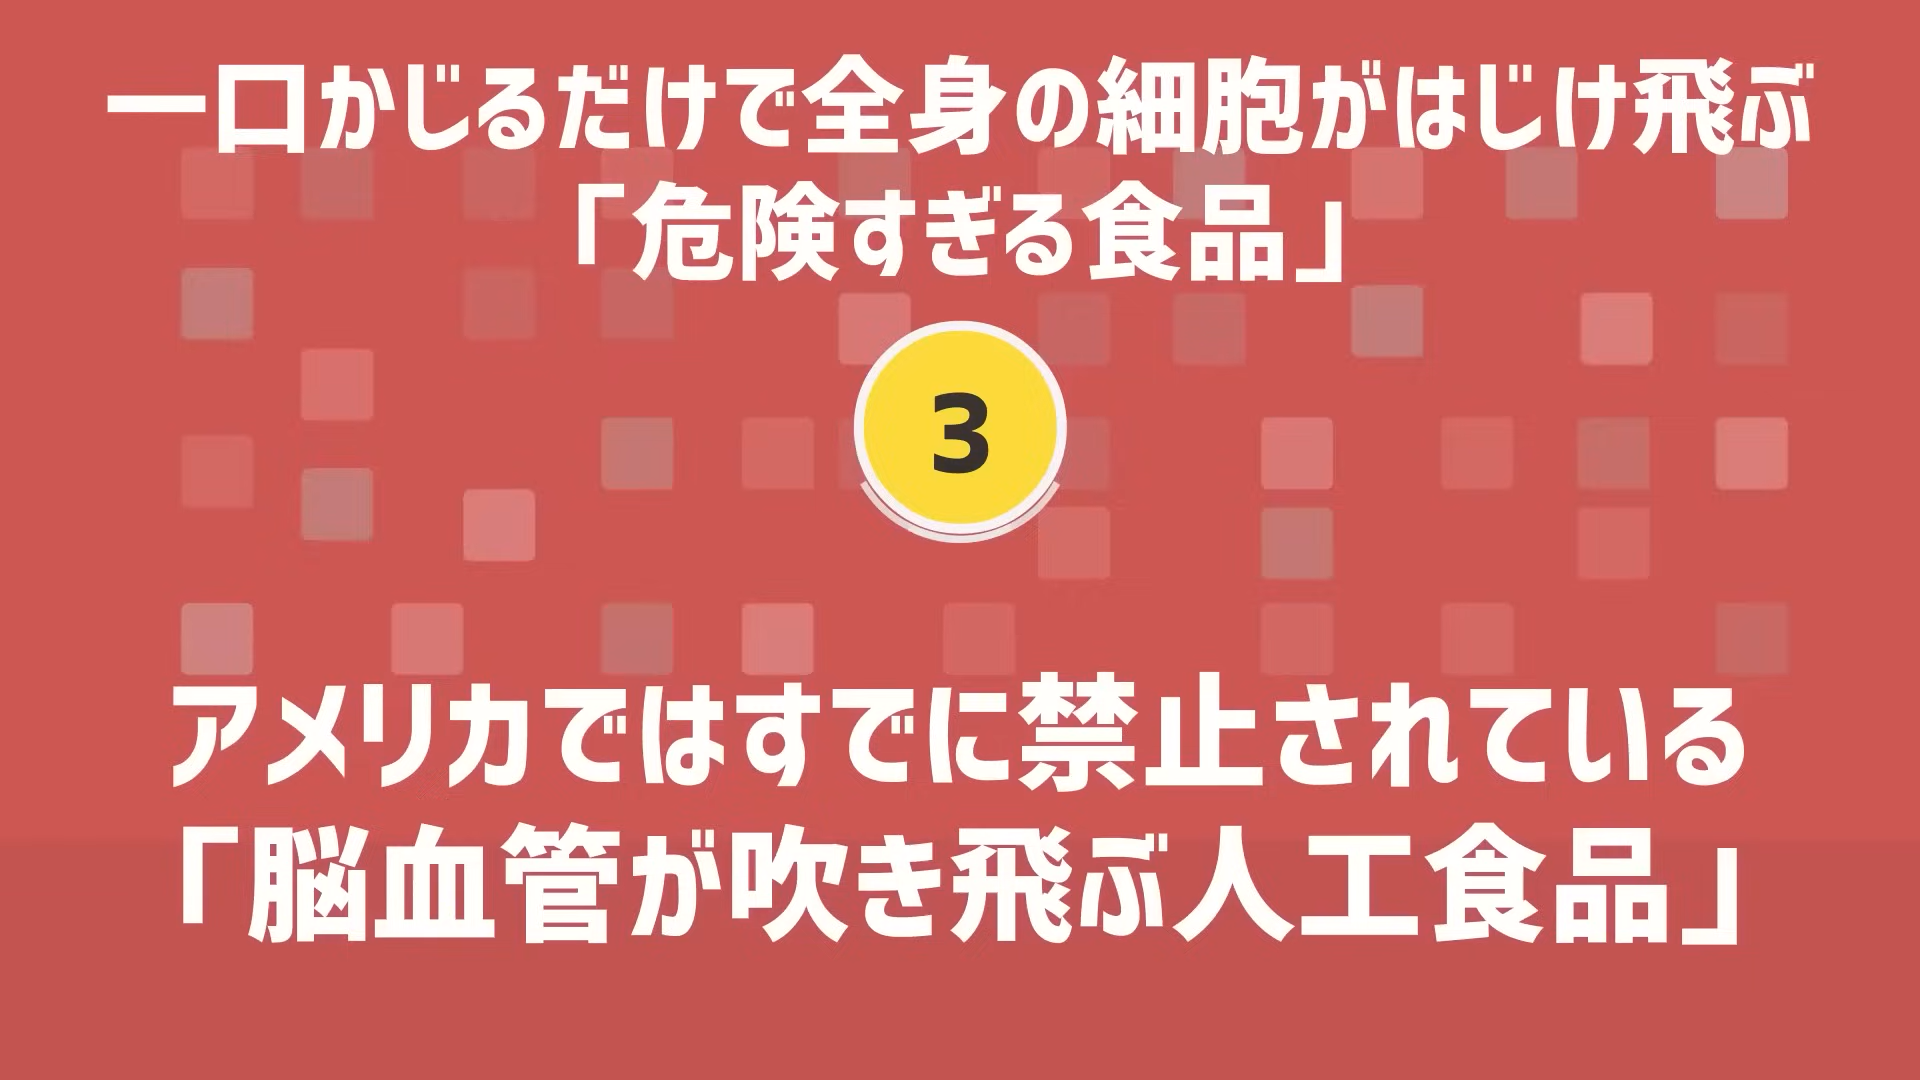 一口かじるだけで全身の細胞がはじけ飛ぶ
「危険すぎる食品」
3
アメリカではすでに禁止されている
「脳血管が吹き飛ぶ人工食品」